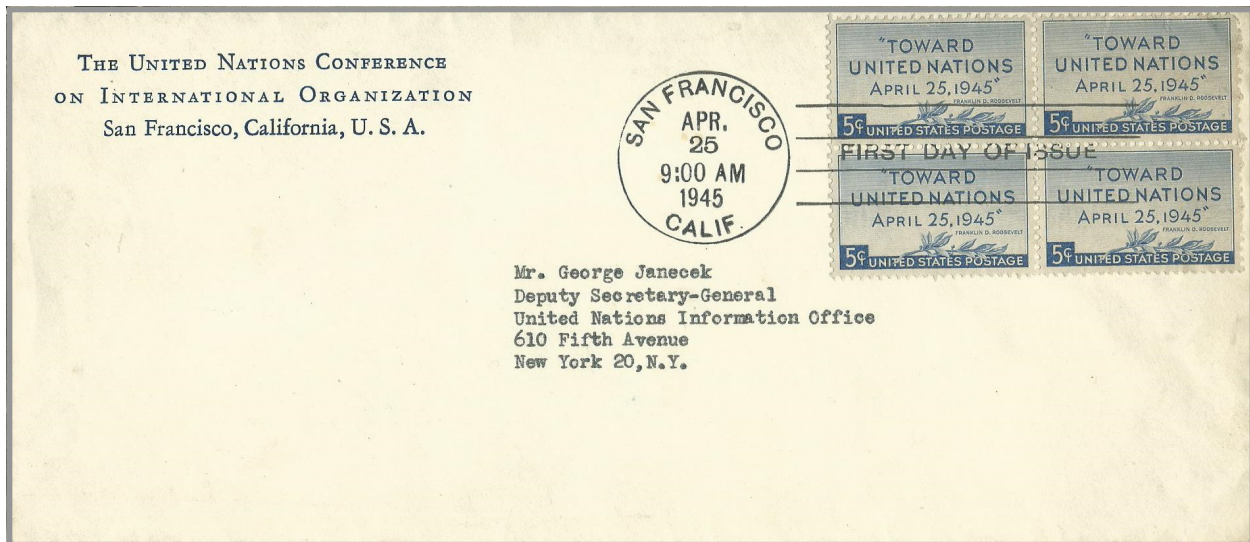 The United Nations Conference
on International Organization
San Francisco, California, U. S. A.
SAN FRANCISCO
APR.
25
9:00 AM
1945
CALIF.
FIRST DAY OF ISSUE
"TOWARD
UNITED NATIONS
APRIL 25, 1945"
FRANKLIN D. ROOSEVELT
5¢ UNITED STATES POSTAGE
"TOWARD
UNITED NATIONS
APRIL 25, 1945"
FRANKLIN D. ROOSEVELT
5¢ UNITED STATES POSTAGE
"TOWARD
UNITED NATIONS
APRIL 25, 1945"
FRANKLIN D. ROOSEVELT
5¢ UNITED STATES POSTAGE
"TOWARD
UNITED NATIONS
APRIL 25, 1945"
FRANKLIN D. ROOSEVELT
5¢ UNITED STATES POSTAGE
Mr. George Janecek
Deputy Secretary-General
United Nations Information Office
610 Fifth Avenue
New York 20,N.Y.